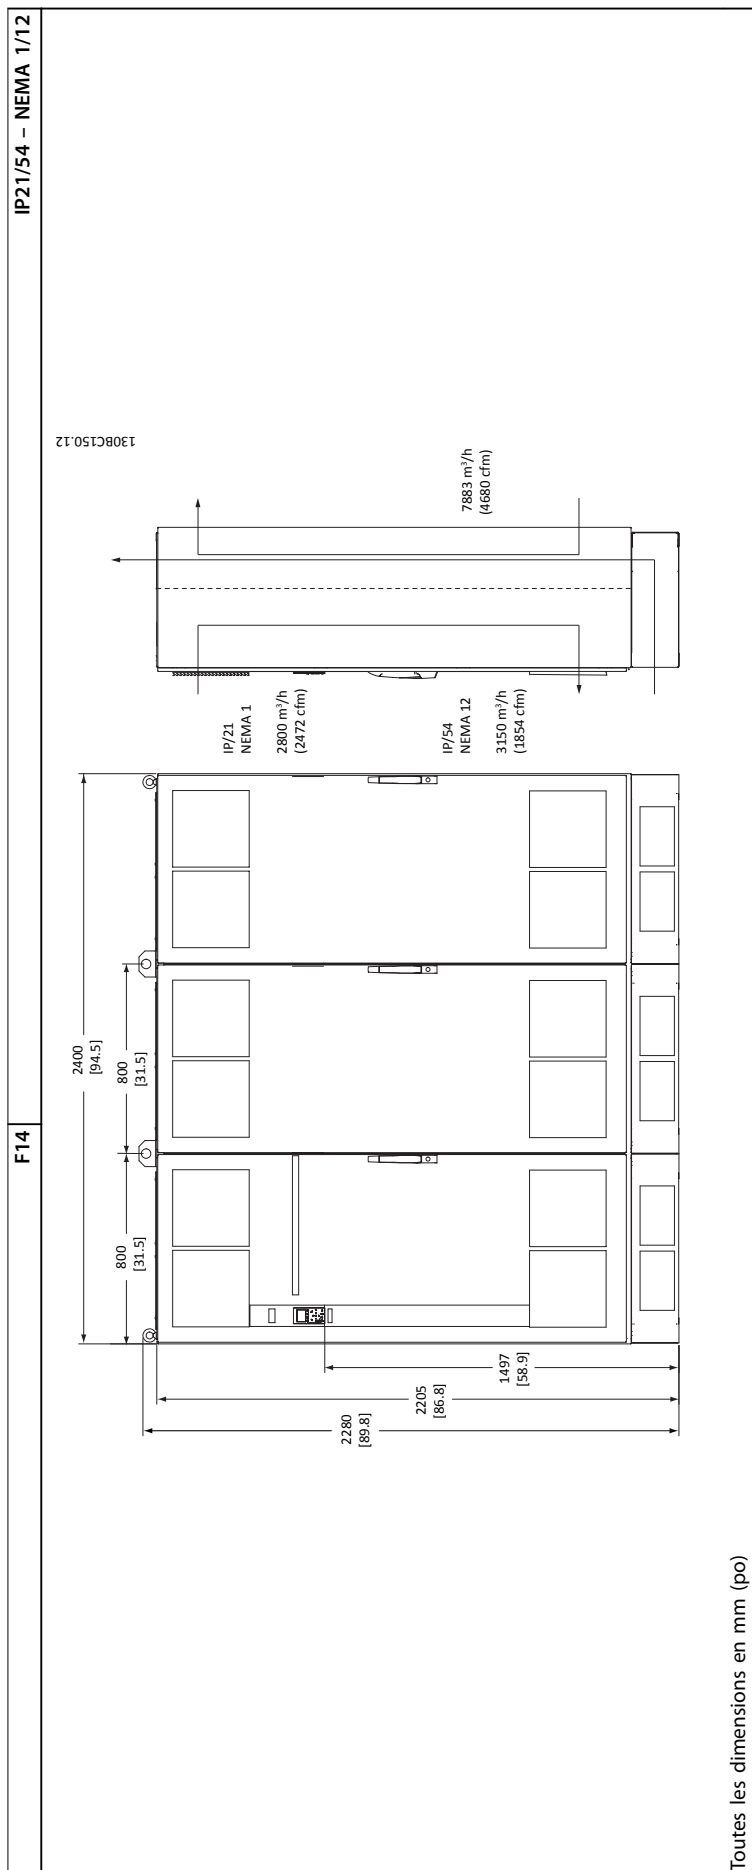 F14
IP21/54 – NEMA 1/12
130BC150.12
2400
[94.5]
800
[31.5]
800
[31.5]
IP/21
NEMA 1
2800 m³/h
(2472 cfm)
IP/54
NEMA 12
3150 m³/h
(1854 cfm)
7883 m³/h
(4680 cfm)
2280
[89.8]
2205
[86.8]
1497
[58.9]
Toutes les dimensions en mm (po)